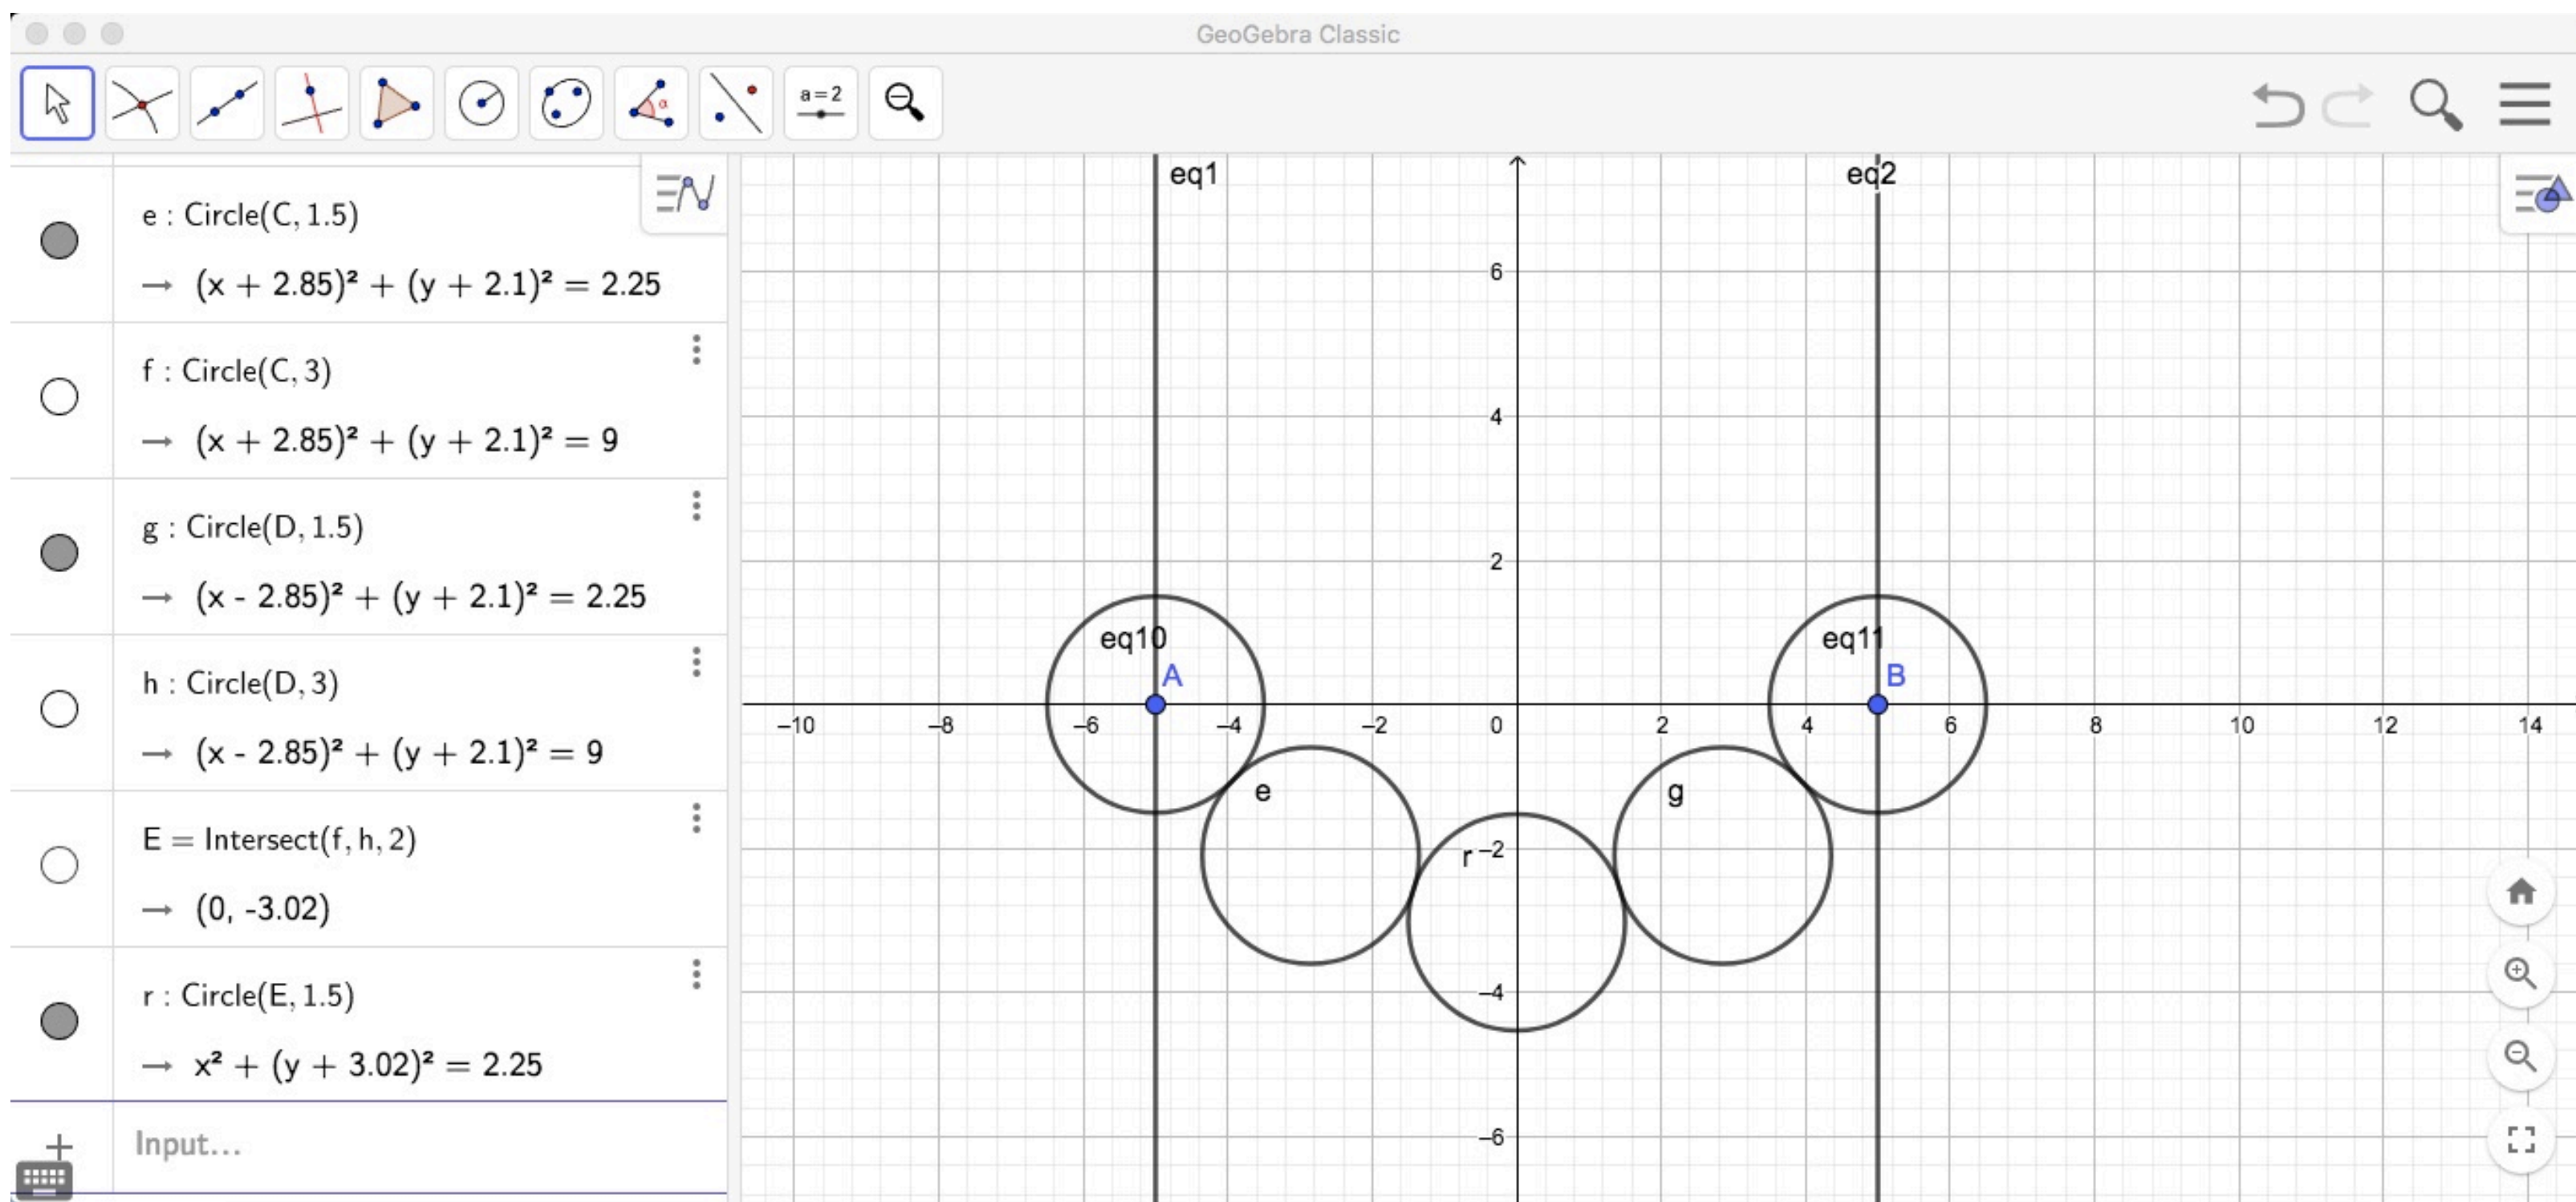 GeoGebra Classic
a = 2
α
e : Circle(C, 1.5)
→ (x + 2.85)² + (y + 2.1)² = 2.25
f : Circle(C, 3)
→ (x + 2.85)² + (y + 2.1)² = 9
g : Circle(D, 1.5)
→ (x - 2.85)² + (y + 2.1)² = 2.25
h : Circle(D, 3)
→ (x - 2.85)² + (y + 2.1)² = 9
E = Intersect(f, h, 2)
→ (0, -3.02)
r : Circle(E, 1.5)
→ x² + (y + 3.02)² = 2.25
Input...
eq1
eq2
6
4
2
eq10
eq11
A
B
–10 –8 –6 –4 –2 0 2 4 6 8 10 12 14
e
g
r
–2
–4
–6